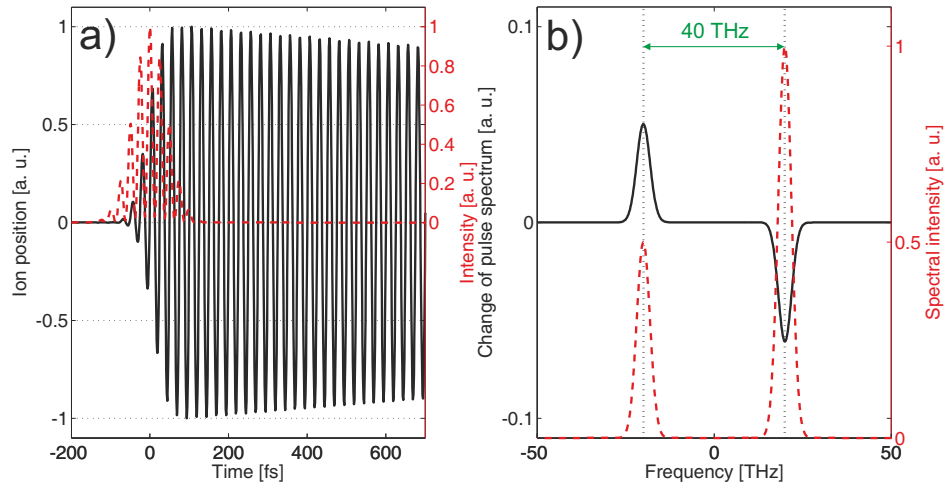 a)
1
0.5
0
-0.5
-1
Ion position [a. u.]
-200
0
200
400
600
Time [fs]
1
0.8
0.6
0.4
0.2
0
Intensity [a. u.]
b)
40 THz
0.1
0.05
0
-0.1
Change of pulse spectrum [a. u.]
-50
0
50
Frequency [THz]
1
0.5
0
Spectral intensity [a. u.]